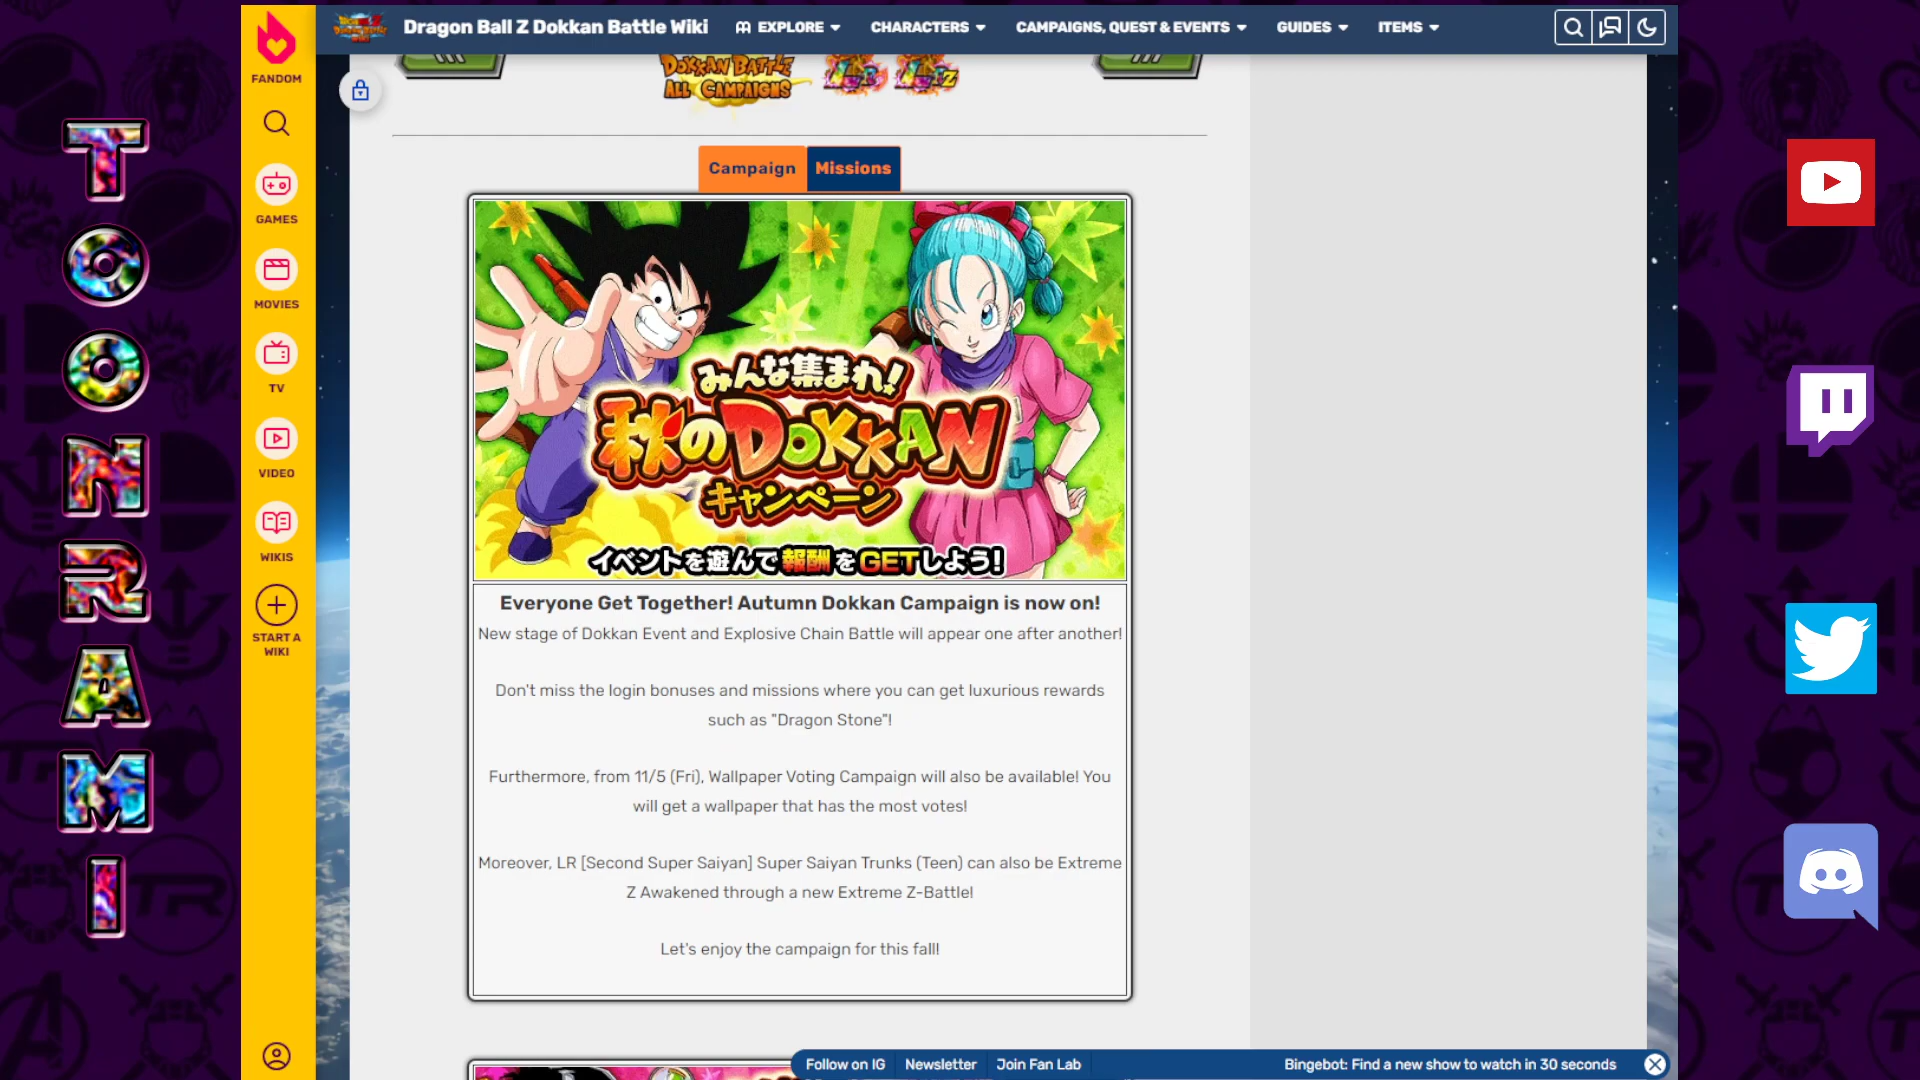 TOONRAMI
FANDOM
GAMES
MOVIES
TV
VIDEO
WIKIS
START A
WIKI
Dragon Ball Z Dokkan Battle Wiki
EXPLORE
CHARACTERS
CAMPAIGNS, QUEST & EVENTS
GUIDES
ITEMS
DOKKAN BATTLE
ALL CAMPAIGNS
LR
LR Z
Campaign
Missions
みんな集まれ!
秋のDOKKAN
キャンペーン
イベントを遊んで報酬をGETしよう!
Everyone Get Together! Autumn Dokkan Campaign is now on!
New stage of Dokkan Event and Explosive Chain Battle will appear one after another!
Don't miss the login bonuses and missions where you can get luxurious rewards
such as "Dragon Stone"!
Furthermore, from 11/5 (Fri), Wallpaper Voting Campaign will also be available! You
will get a wallpaper that has the most votes!
Moreover, LR [Second Super Saiyan] Super Saiyan Trunks (Teen) can also be Extreme
Z Awakened through a new Extreme Z-Battle!
Let's enjoy the campaign for this fall!
Follow on IG
Newsletter
Join Fan Lab
Bingebot: Find a new show to watch in 30 seconds